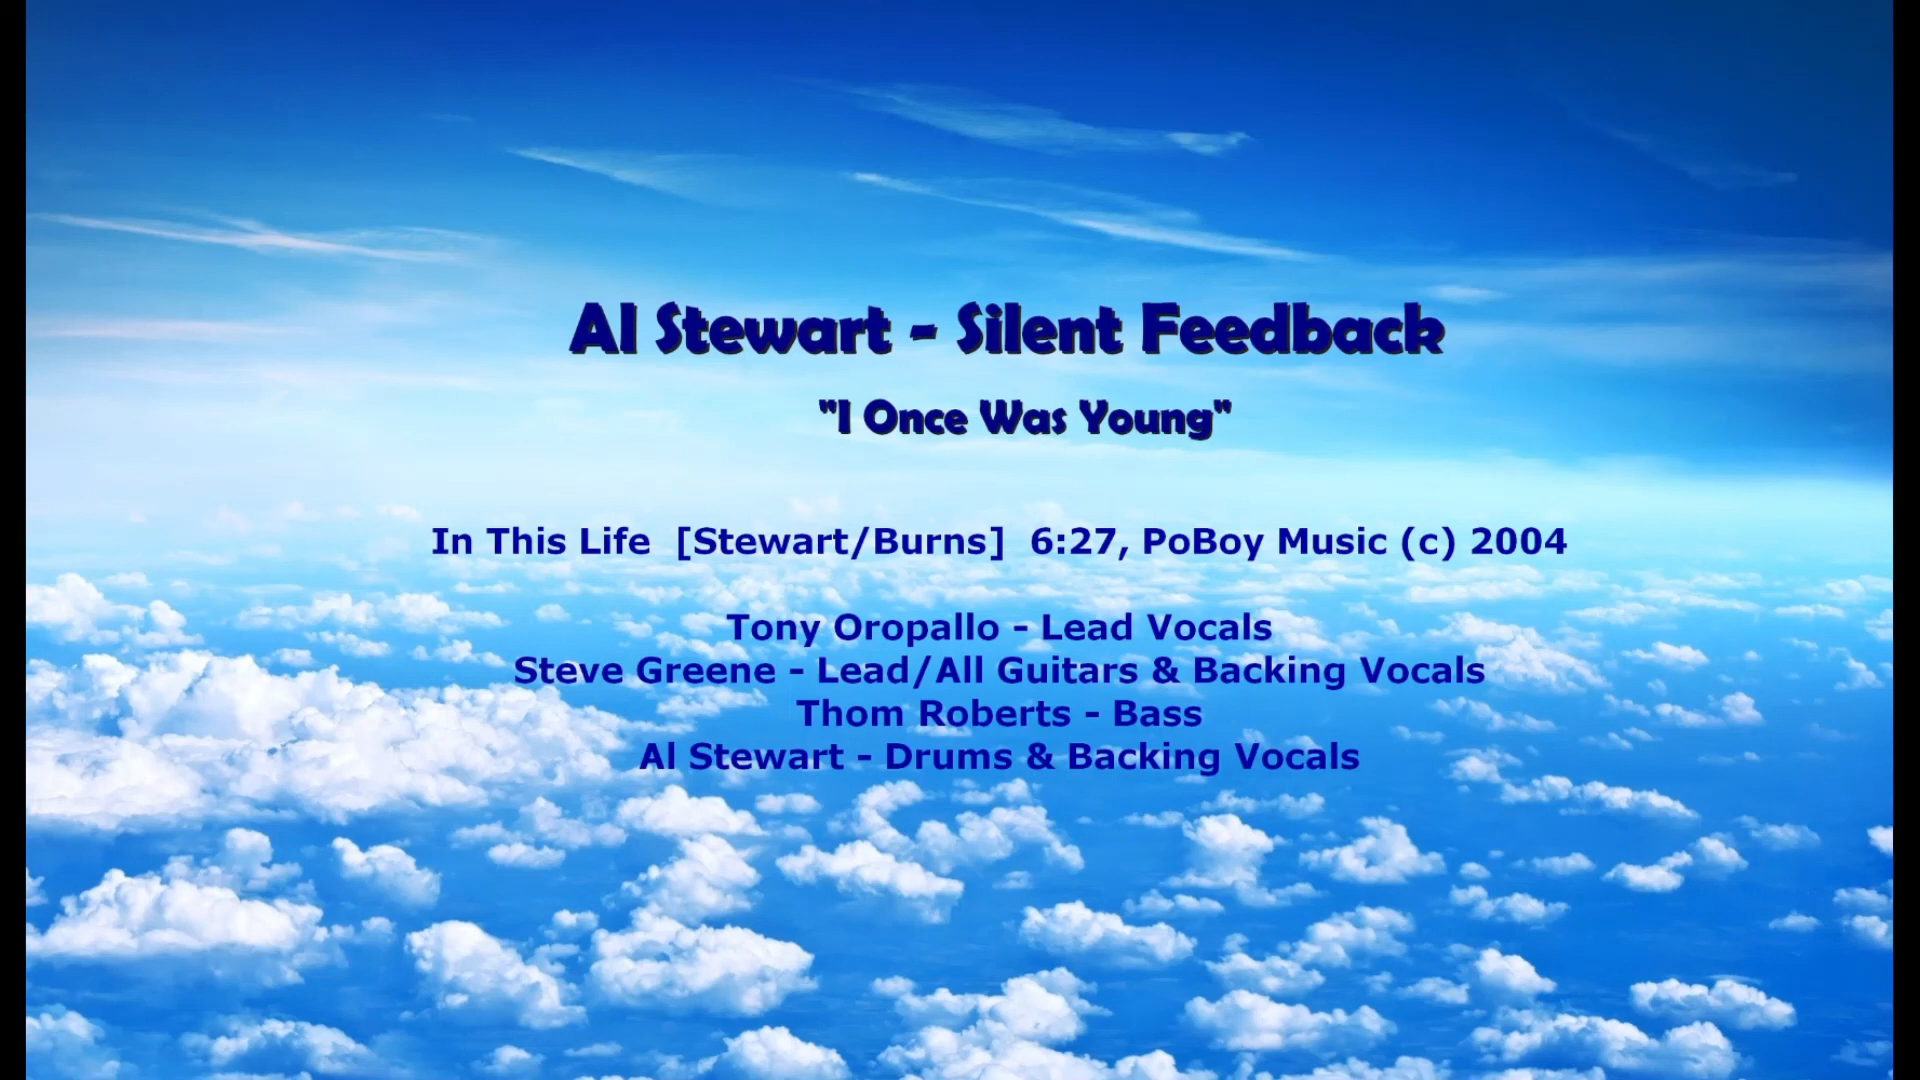 Al Stewart - Silent Feedback
"I Once Was Young"
In This Life  [Stewart/Burns]  6:27, PoBoy Music (c) 2004
Tony Oropallo - Lead Vocals
Steve Greene - Lead/All Guitars & Backing Vocals
Thom Roberts - Bass
Al Stewart - Drums & Backing Vocals